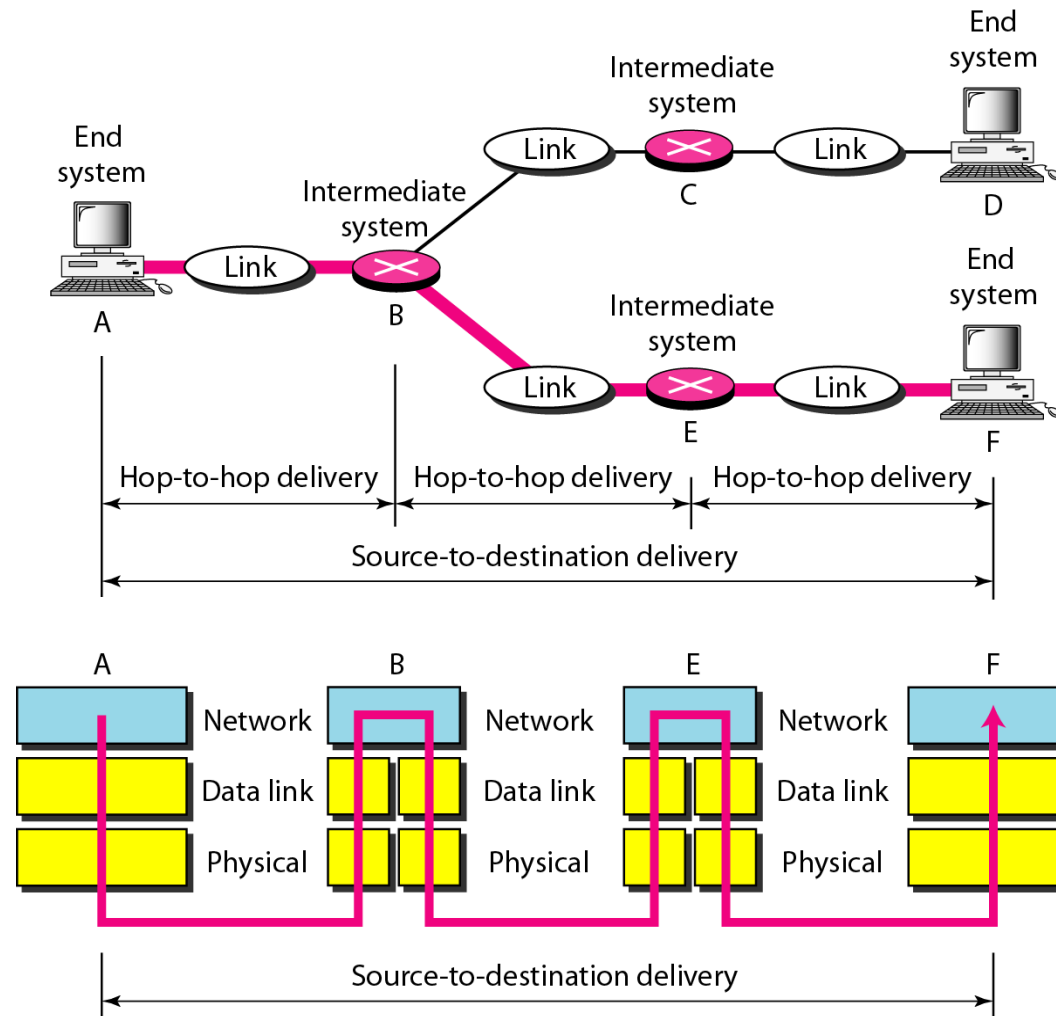 End
system
Intermediate
system
Link
C
Link
D
End
system
A
Link
Intermediate
system
B
Intermediate
system
Link
E
Link
End
system
F
Hop-to-hop delivery
Hop-to-hop delivery
Hop-to-hop delivery
Source-to-destination delivery
A
B
E
F
Network
Network
Network
Data link
Data link
Data link
Physical
Physical
Physical
Source-to-destination delivery